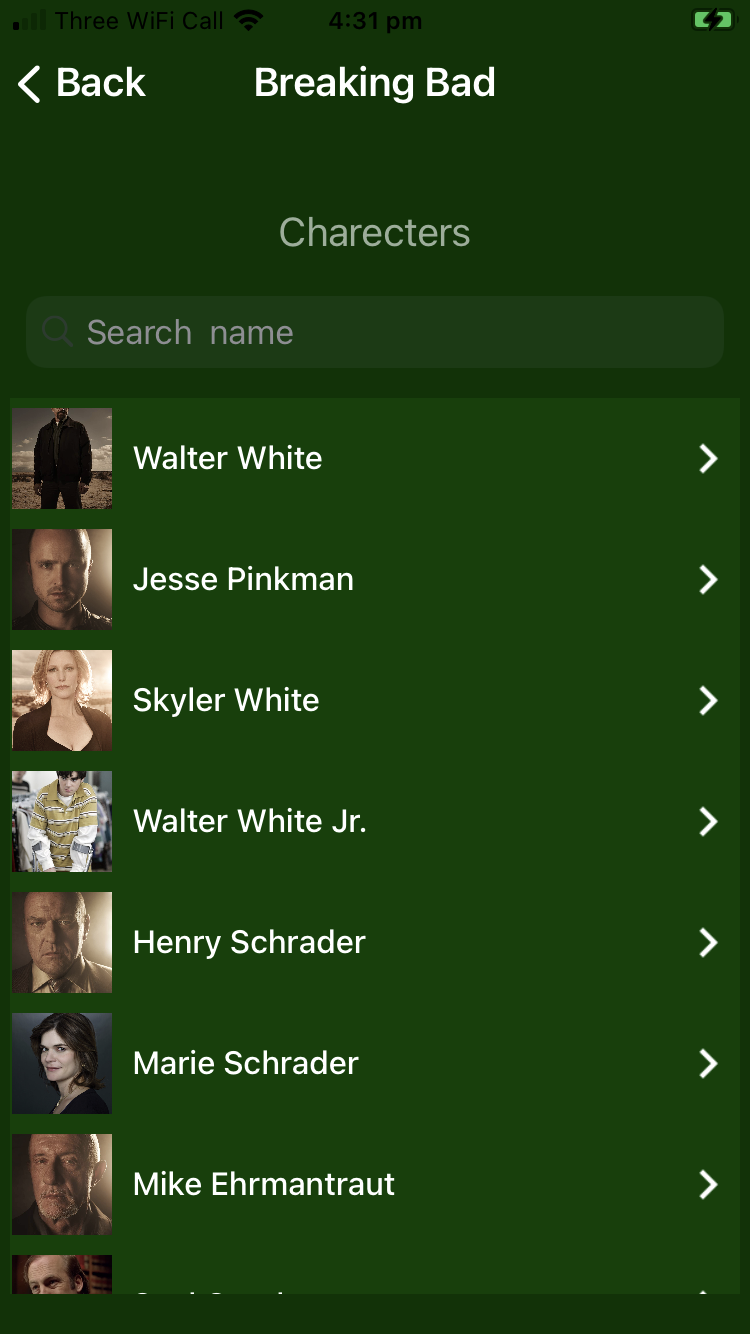 Three WiFi Call 4:31 pm
Back Breaking Bad
Charecters
Search  name
Walter White
Jesse Pinkman
Skyler White
Walter White Jr.
Henry Schrader
Marie Schrader
Mike Ehrmantraut